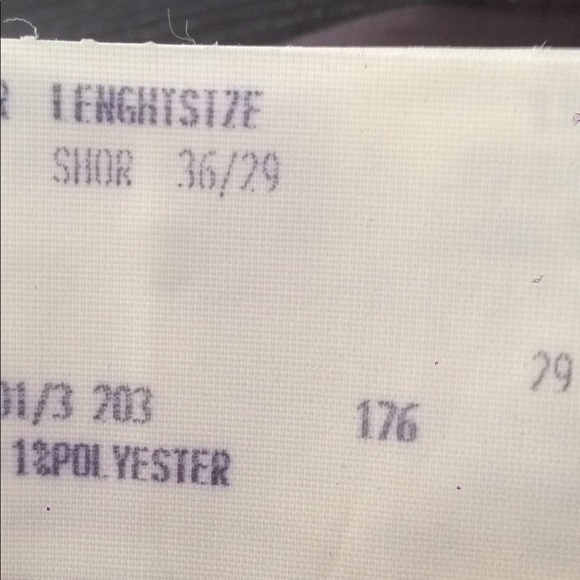 R LENGHTSIZE
SHOR 36/29
29
01/3 203 176
1%POLYESTER